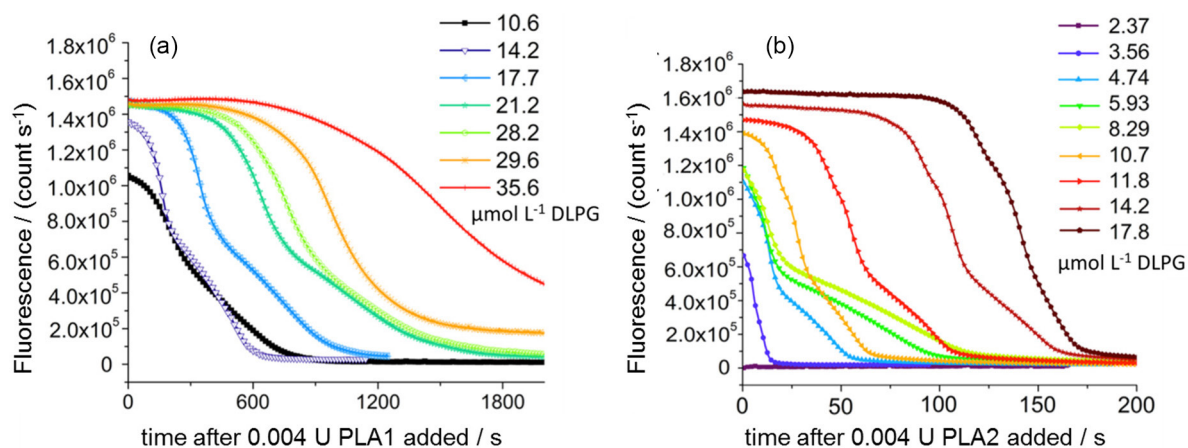 (a)
10.6
14.2
17.7
21.2
28.2
29.6
35.6
μmol L⁻¹ DLPG
1.8x10⁶
1.6x10⁶
1.4x10⁶
1.2x10⁶
1.0x10⁶
8.0x10⁵
6.0x10⁵
4.0x10⁵
2.0x10⁵
0
Fluorescence / (count s⁻¹)
0 600 1200 1800
time after 0.004 U PLA1 added / s
(b)
2.37
3.56
4.74
5.93
8.29
10.7
11.8
14.2
17.8
μmol L⁻¹ DLPG
1.8x10⁶
1.6x10⁶
1.4x10⁶
1.2x10⁶
1.0x10⁶
8.0x10⁵
6.0x10⁵
4.0x10⁵
2.0x10⁵
0
Fluorescence / (count s⁻¹)
0 50 100 150 200
time after 0.004 U PLA2 added / s